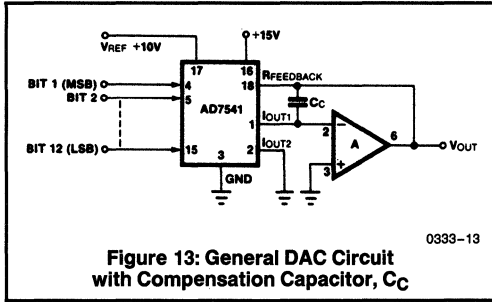 VREF +10V
+15V
17
16
BIT 1 (MSB)
4
18
RFEEDBACK
BIT 2
5
AD7541
CC
1
IOUT1
2
−
6
VOUT
A
IOUT2
BIT 12 (LSB)
15
3
2
3
+
GND
0333–13
Figure 13: General DAC Circuit
with Compensation Capacitor, CC